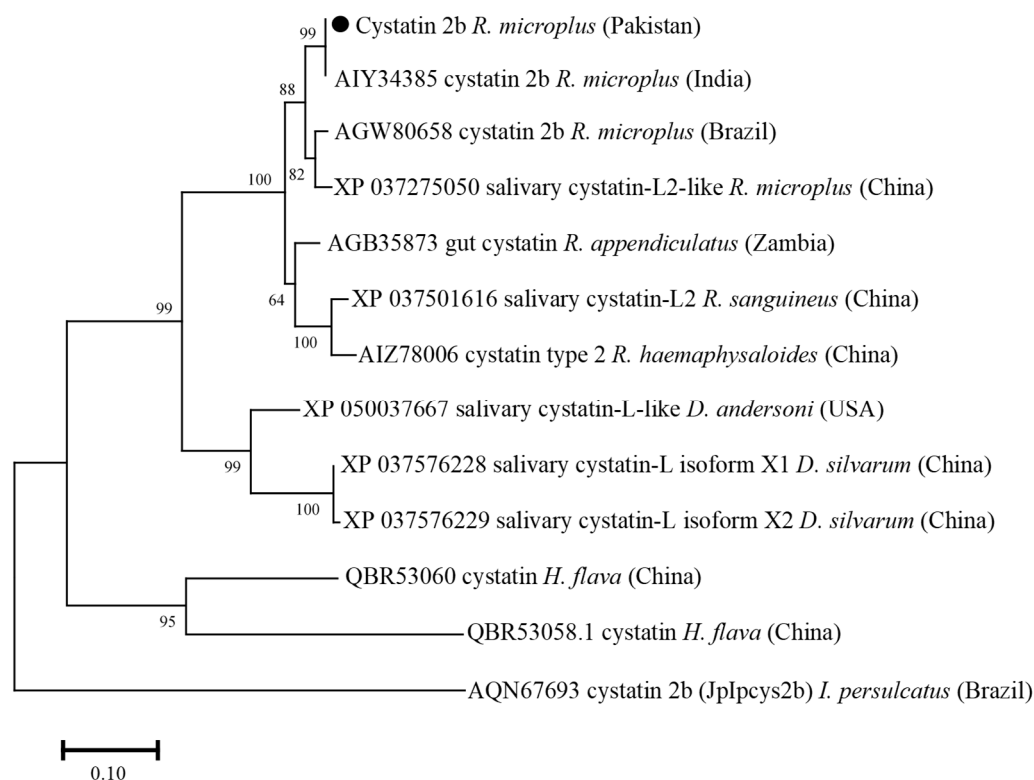 99
Cystatin 2b R. microplus (Pakistan)
AIY34385 cystatin 2b R. microplus (India)
88
AGW80658 cystatin 2b R. microplus (Brazil)
82
XP 037275050 salivary cystatin-L2-like R. microplus (China)
100
AGB35873 gut cystatin R. appendiculatus (Zambia)
64
XP 037501616 salivary cystatin-L2 R. sanguineus (China)
99
100
AIZ78006 cystatin type 2 R. haemaphysaloides (China)
XP 050037667 salivary cystatin-L-like D. andersoni (USA)
99
XP 037576228 salivary cystatin-L isoform X1 D. silvarum (China)
100
XP 037576229 salivary cystatin-L isoform X2 D. silvarum (China)
QBR53060 cystatin H. flava (China)
95
QBR53058.1 cystatin H. flava (China)
AQN67693 cystatin 2b (JpIpcys2b) I. persulcatus (Brazil)
0.10